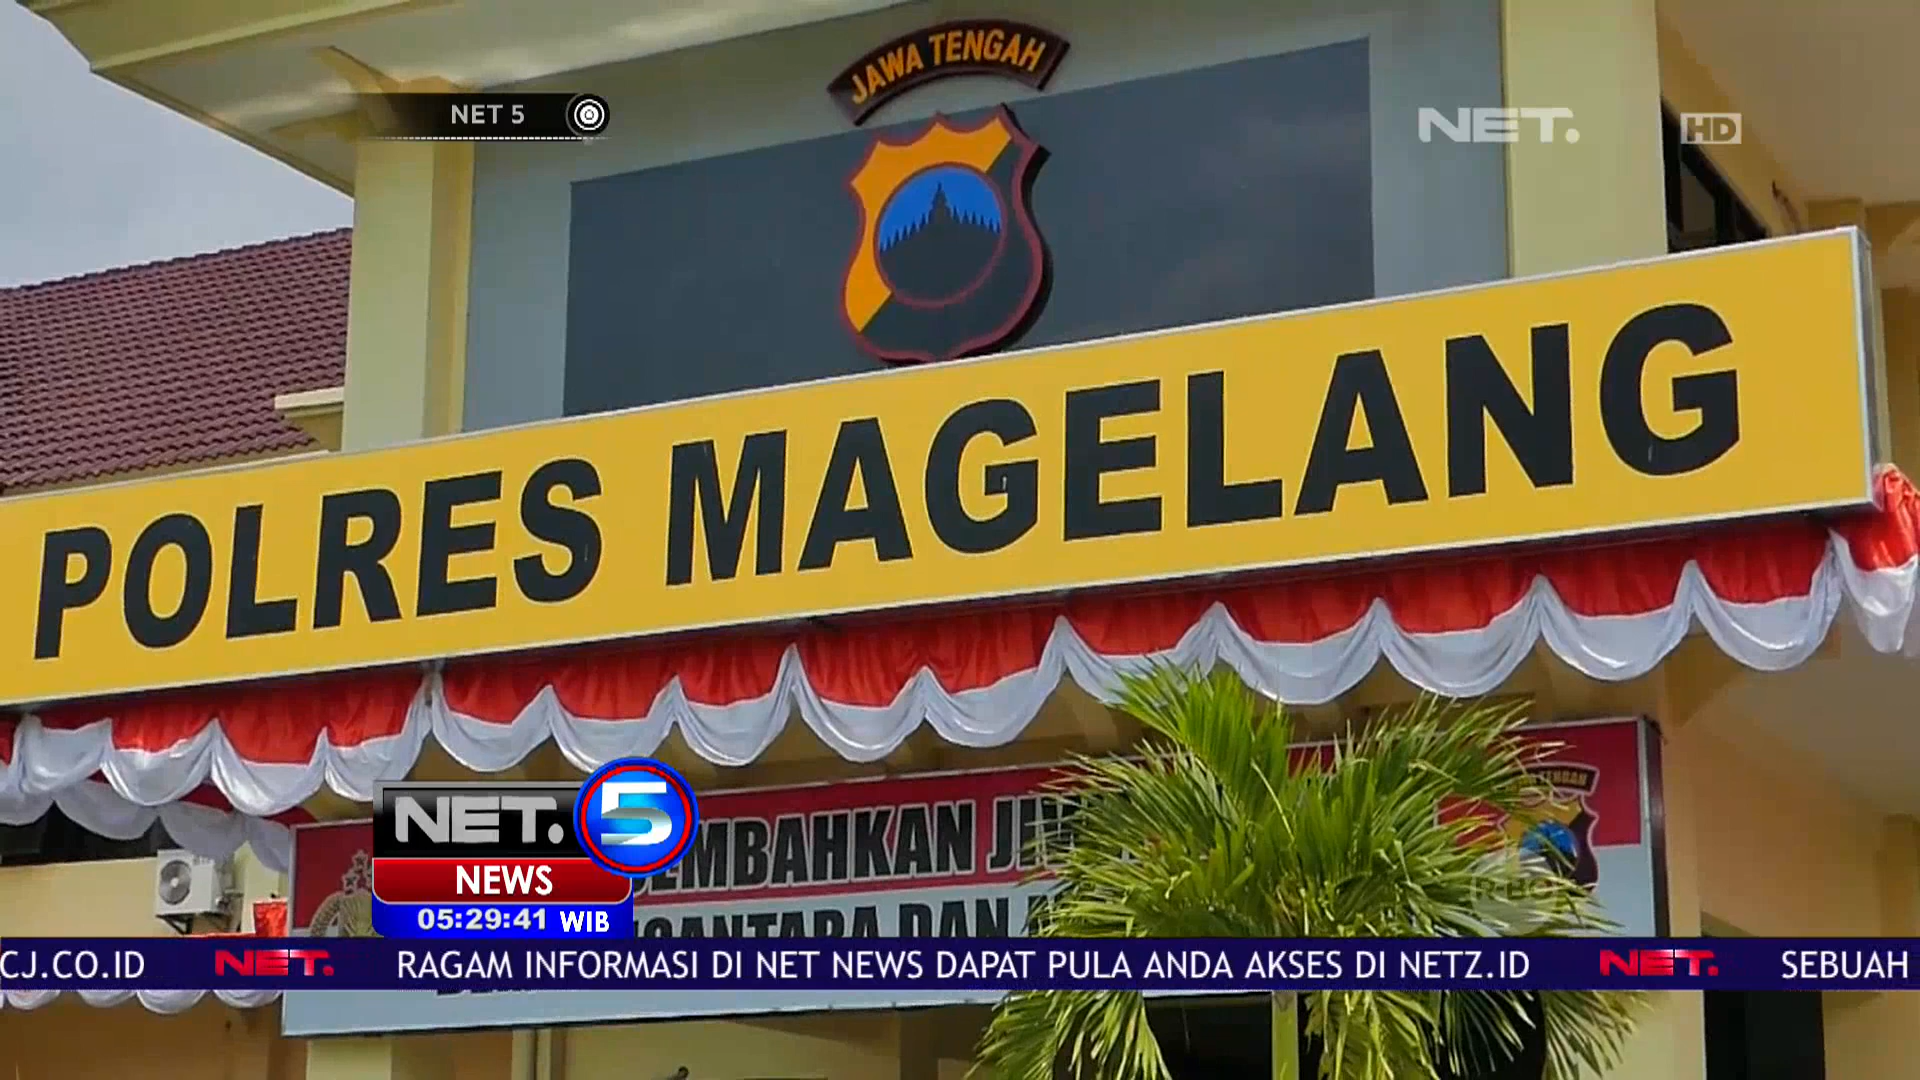 JAWA TENGAH
NET 5
NET.
HD
POLRES MAGELANG
NET. 5
NEWS
05:29:41 WIB
CJ.CO.ID NET. RAGAM INFORMASI DI NET NEWS DAPAT PULA ANDA AKSES DI NETZ.ID NET. SEBUAH
DAN